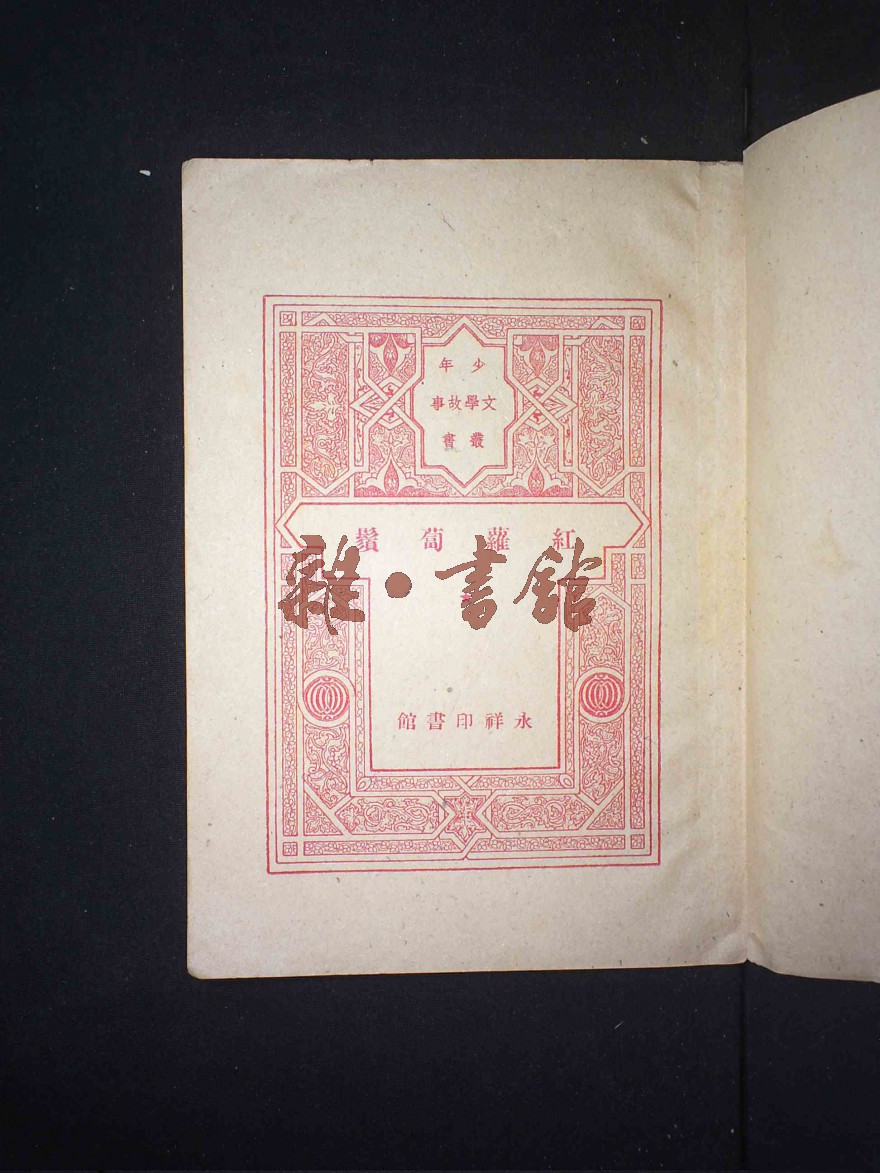 少年
文學故事
叢書
紅蘿蔔鬚
雜·書館
永祥印書館